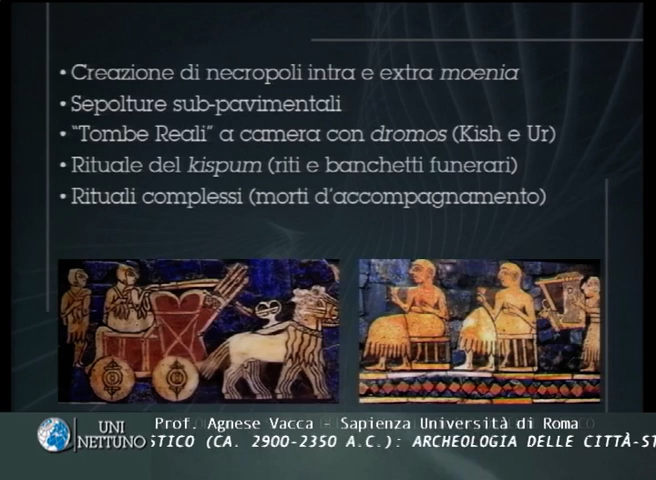 • Creazione di necropoli intra e extra moenia
• Sepolture sub-pavimentali
• “Tombe Reali” a camera con dromos (Kish e Ur)
• Rituale del kispum (riti e banchetti funerari)
• Rituali complessi (morti d'accompagnamento)
UNI
NETTUNO
Prof. Agnese Vacca - Sapienza Università di Roma
STICO (CA. 2900-2350 A.C.): ARCHEOLOGIA DELLE CITTÀ-ST